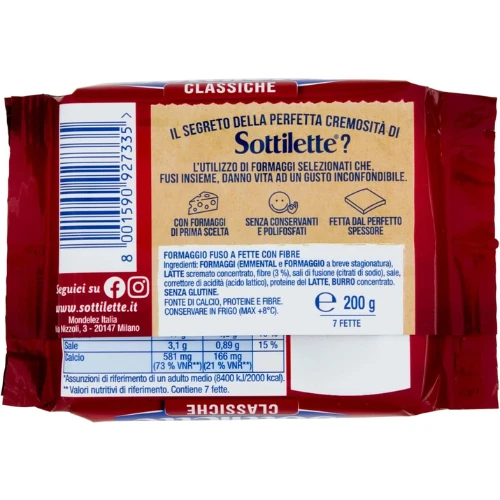 CLASSICHE
IL SEGRETO DELLA PERFETTA CREMOSITÀ DI
Sottilette®?
L'UTILIZZO DI FORMAGGI SELEZIONATI CHE,
FUSI INSIEME, DANNO VITA AD UN GUSTO INCONFONDIBILE.
CON FORMAGGI
DI PRIMA SCELTA
SENZA CONSERVANTI
E POLIFOSFATI
FETTA DAL PERFETTO
SPESSORE
8 001590 927335
FORMAGGIO FUSO A FETTE CON FIBRE
Ingredienti: FORMAGGI (EMMENTAL e FORMAGGIO a breve stagionatura),
LATTE scremato concentrato, fibre (3 %), sali di fusione (citrati di sodio), sale,
correttore di acidità (acido lattico), proteine del LATTE, BURRO concentrato.
SENZA GLUTINE.
FONTE DI CALCIO, PROTEINE E FIBRE.
CONSERVARE IN FRIGO (MAX +8°C).
200 g
7 FETTE
Seguici su
www.sottilette.it
Mondelez Italia
Nizzoli, 3 - 20147 Milano
Sale 3,1 g 0,89 g 15 %
Calcio 581 mg 166 mg
(73 % VNR**) (21 % VNR**)
*Assunzioni di riferimento di un adulto medio (8400 kJ/2000 kcal).
** Valori nutritivi di riferimento. Contiene 7 fette.
CLASSICHE